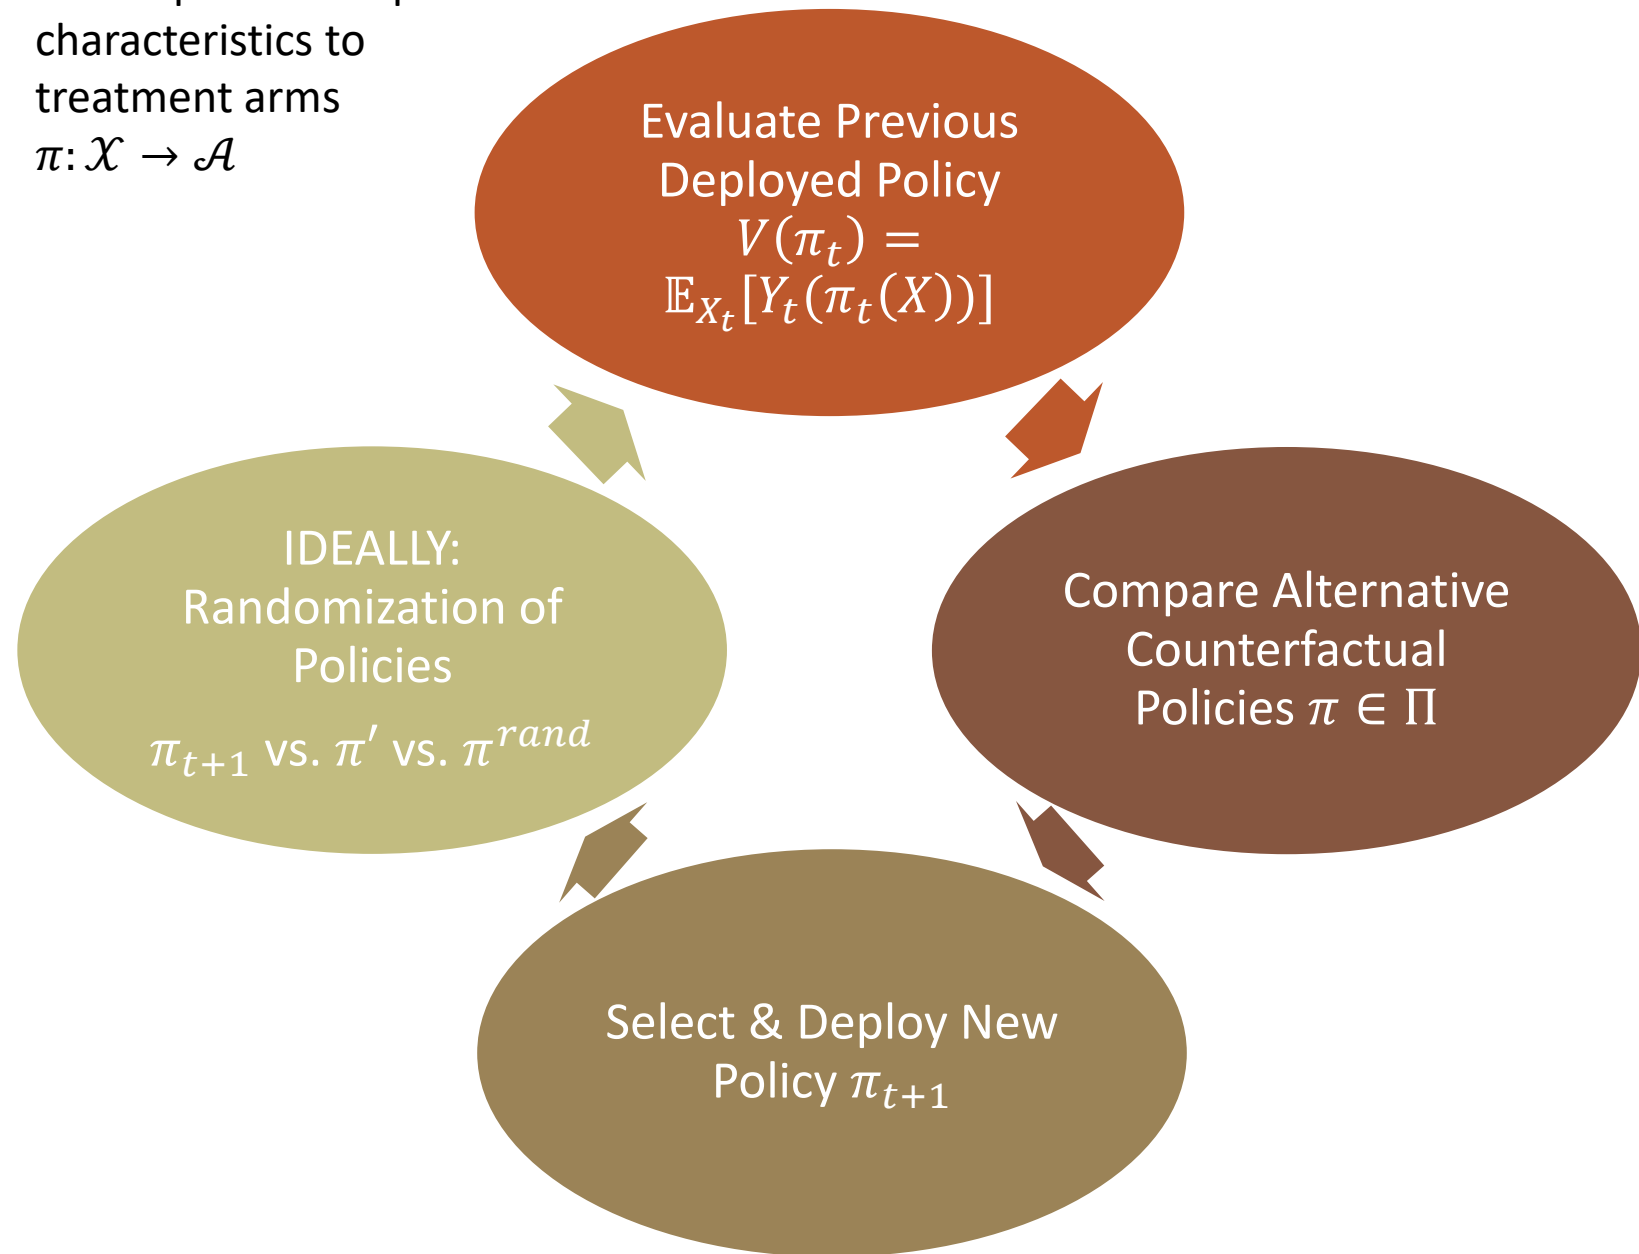 characteristics to
treatment arms
π: 𝒳 → 𝒜
Evaluate Previous
Deployed Policy
V(π_t) =
𝔼_{X_t}[Y_t(π_t(X))]
Compare Alternative
Counterfactual
Policies π ∈ Π
Select & Deploy New
Policy π_{t+1}
IDEALLY:
Randomization of
Policies
π_{t+1} vs. π′ vs. π^{rand}